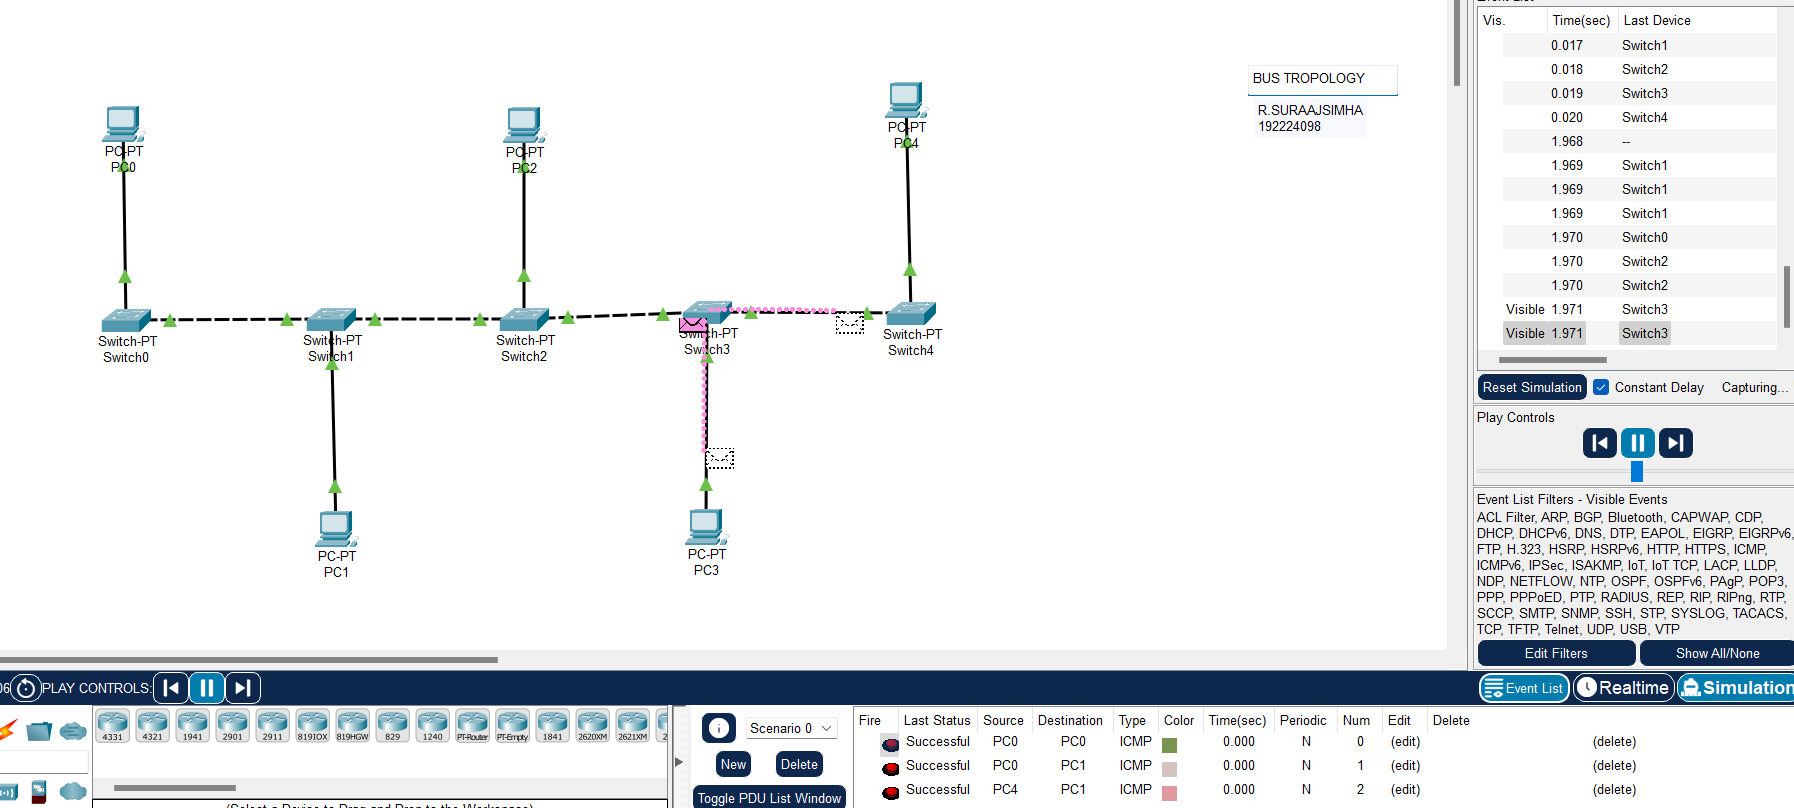 Vis. Time(sec) Last Device
0.017 Switch1
0.018 Switch2
0.019 Switch3
0.020 Switch4
1.968 --
1.969 Switch1
1.969 Switch1
1.969 Switch1
1.970 Switch0
1.970 Switch2
1.970 Switch2
Visible 1.971 Switch3
Visible 1.971 Switch3
Reset Simulation Constant Delay Capturing...
Play Controls
Event List Filters - Visible Events
ACL Filter, ARP, BGP, Bluetooth, CAPWAP, CDP,
DHCP, DHCPv6, DNS, DTP, EAPOL, EIGRP, EIGRPv6,
FTP, H.323, HSRP, HSRPv6, HTTP, HTTPS, ICMP,
ICMPv6, IPSec, ISAKMP, IoT, IoT TCP, LACP, LLDP,
NDP, NETFLOW, NTP, OSPF, OSPFv6, PAgP, POP3,
PPP, PPPoED, PTP, RADIUS, REP, RIP, RIPng, RTP,
SCCP, SMTP, SNMP, SSH, STP, SYSLOG, TACACS,
TCP, TFTP, Telnet, UDP, USB, VTP
Edit Filters Show All/None
Event List Realtime Simulation
BUS TROPOLOGY
R.SURAAJSIMHA
192224098
PC-PT
PC0
PC-PT
PC2
PC-PT
PC4
Switch-PT
Switch0
Switch-PT
Switch1
Switch-PT
Switch2
Switch-PT
Switch3
Switch-PT
Switch4
PC-PT
PC1
PC-PT
PC3
PLAY CONTROLS:
4331 4321 1941 2901 2911 819IOX 819HGW 829 1240 PT-Router PT-Empty 1841 2620XM 2621XM
(Select a Device to Drag and Drop to the Workspace)
Scenario 0
New Delete
Toggle PDU List Window
Fire Last Status Source Destination Type Color Time(sec) Periodic Num Edit Delete
Successful PC0 PC0 ICMP 0.000 N 0 (edit) (delete)
Successful PC0 PC1 ICMP 0.000 N 1 (edit) (delete)
Successful PC4 PC1 ICMP 0.000 N 2 (edit) (delete)